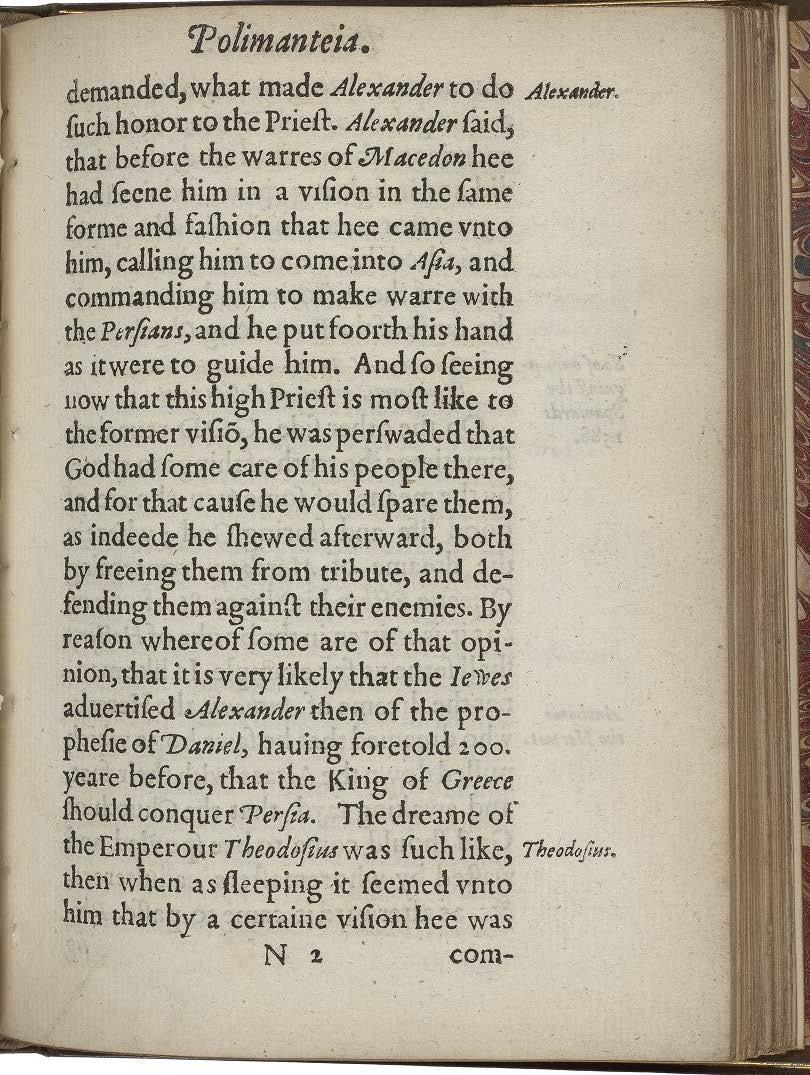 Polimanteia.
demanded, what made Alexander to do Alexander.
ſuch honor to the Prieſt. Alexander ſaid,
that before the warres of Macedon hee
had ſeene him in a viſion in the ſame
forme and faſhion that hee came vnto
him, calling him to come into Aſia, and
commanding him to make warre with
the Perſians, and he put foorth his hand
as it were to guide him. And ſo ſeeing
now that this high Prieſt is moſt like to
the former viſiõ, he was perſwaded that
God had ſome care of his people there,
and for that cauſe he would ſpare them,
as indeede he ſhewed afterward, both
by freeing them from tribute, and de-
fending them againſt their enemies. By
reaſon whereof ſome are of that opi-
nion, that it is very likely that the Iewes
aduertiſed Alexander then of the pro-
pheſie of Daniel, hauing foretold 200.
yeare before, that the King of Greece
ſhould conquer Perſia. The dreame of
the Emperour Theodoſius was ſuch like, Theodoſius.
then when as ſleeping it ſeemed vnto
him that by a certaine viſion hee was
N 2 com-